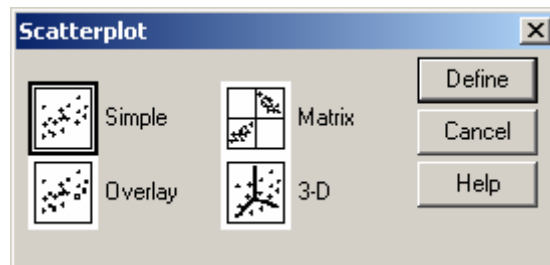 Scatterplot
Simple
Matrix
Overlay
3-D
Define
Cancel
Help